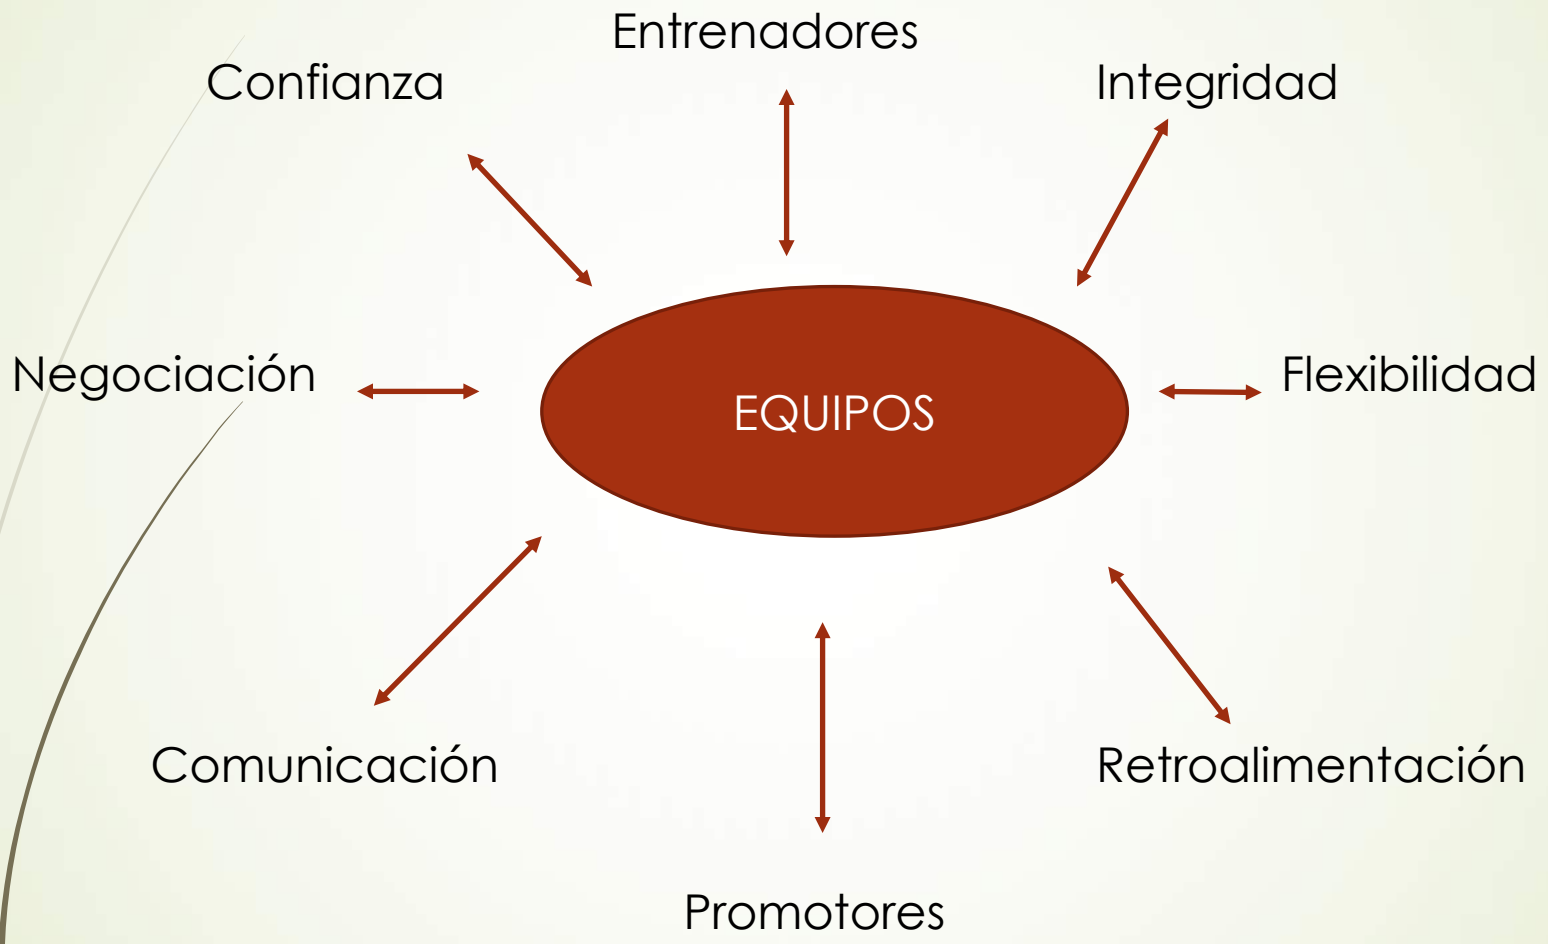 Entrenadores
Confianza
Integridad
Negociación
EQUIPOS
Flexibilidad
Comunicación
Retroalimentación
Promotores